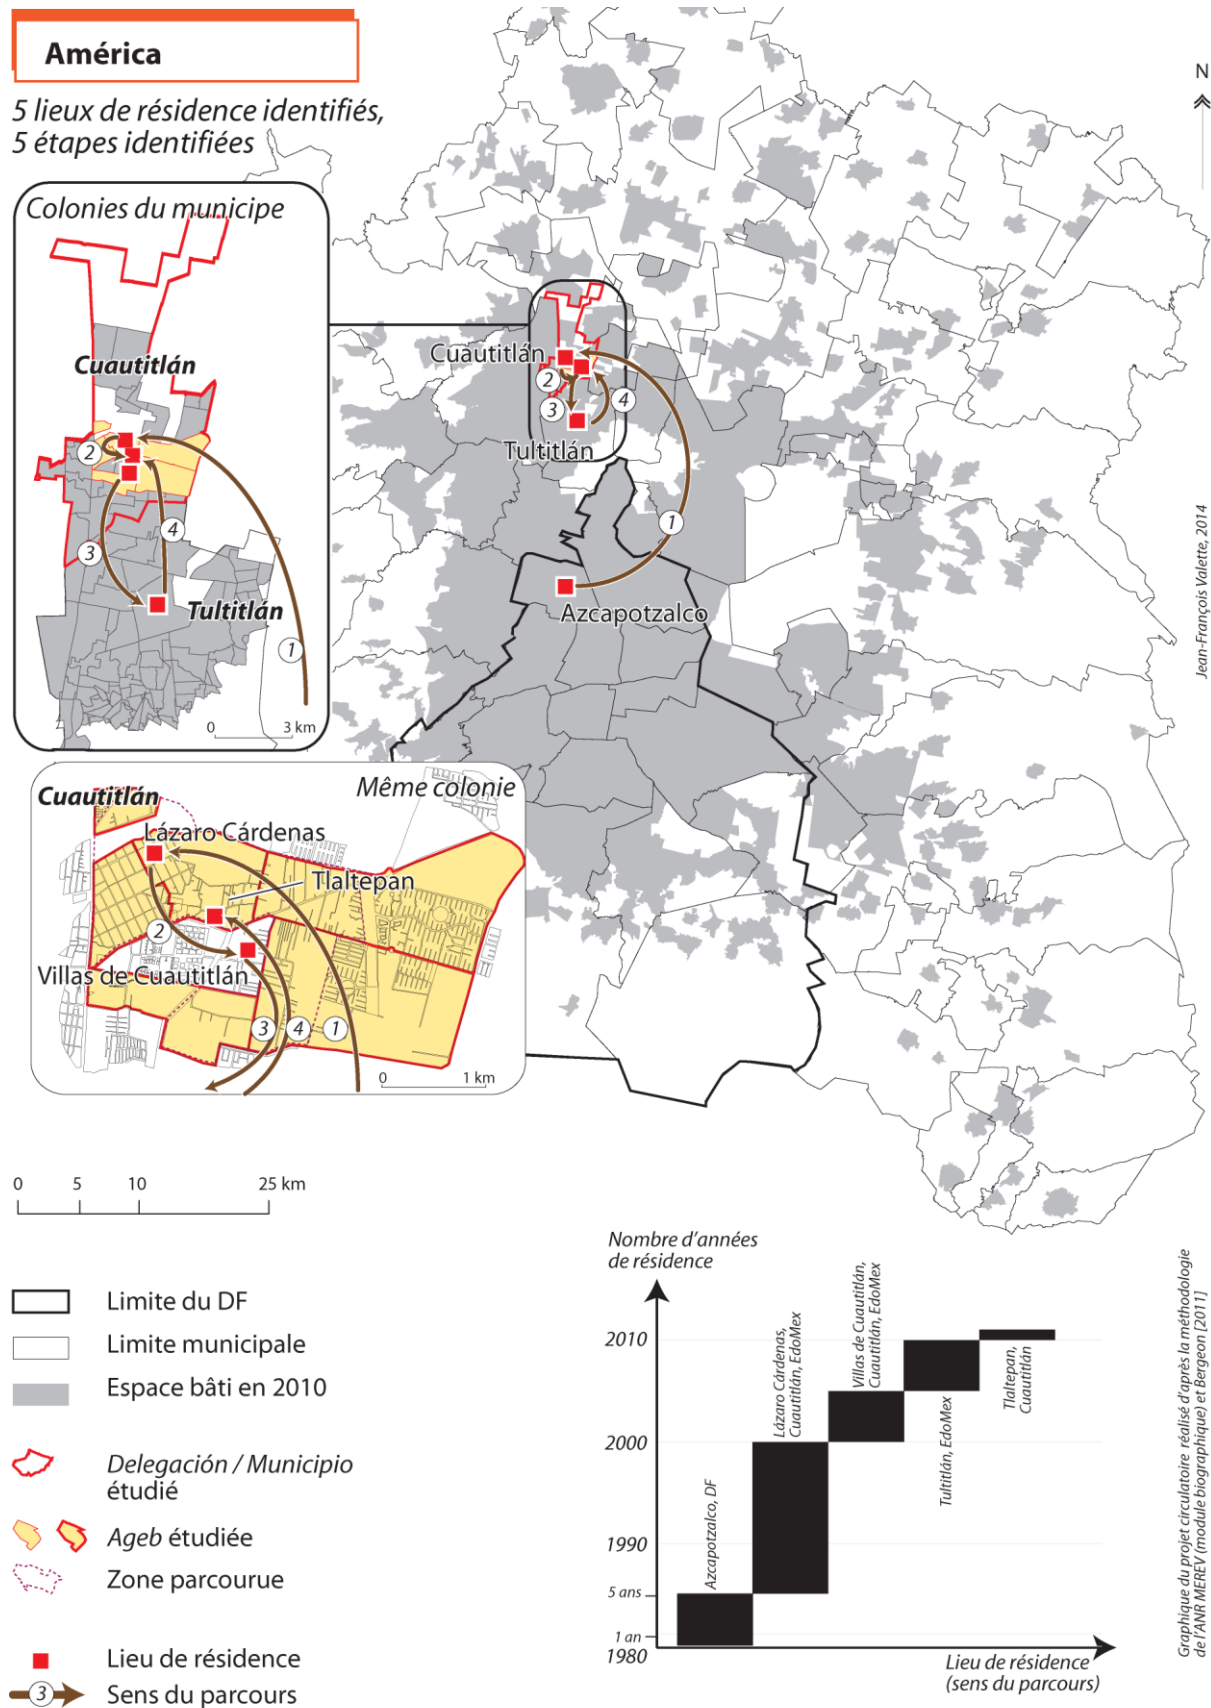 América
5 lieux de résidence identifiés,
5 étapes identifiées
N
Colonies du municipe
Cuautitlán
2
3
4
Tultitlán
1
0 3 km
Cuautitlán
2
3
4
Tultitlán
1
Azcapotzalco
Jean-François Valette, 2014
Cuautitlán
Même colonie
Lázaro Cárdenas
Tlaltepan
2
Villas de Cuautitlán
3
4
1
0 1 km
0 5 10 25 km
Limite du DF
Limite municipale
Espace bâti en 2010
Delegación / Municipio
étudié
Ageb étudiée
Zone parcourue
Lieu de résidence
3
Sens du parcours
Nombre d'années
de résidence
2010
2000
1990
5 ans
1 an
1980
Azcapotzalco, DF
Lázaro Cárdenas,
Cuautitlán, EdoMex
Villas de Cuautitlán,
Cuautitlán, EdoMex
Tultitlán, EdoMex
Tlaltepan,
Cuautitlán
Lieu de résidence
(sens du parcours)
Graphique du projet circulatoire réalisé d'après la méthodologie
de l'ANR MEREV (module biographique) et Bergeon [2011]